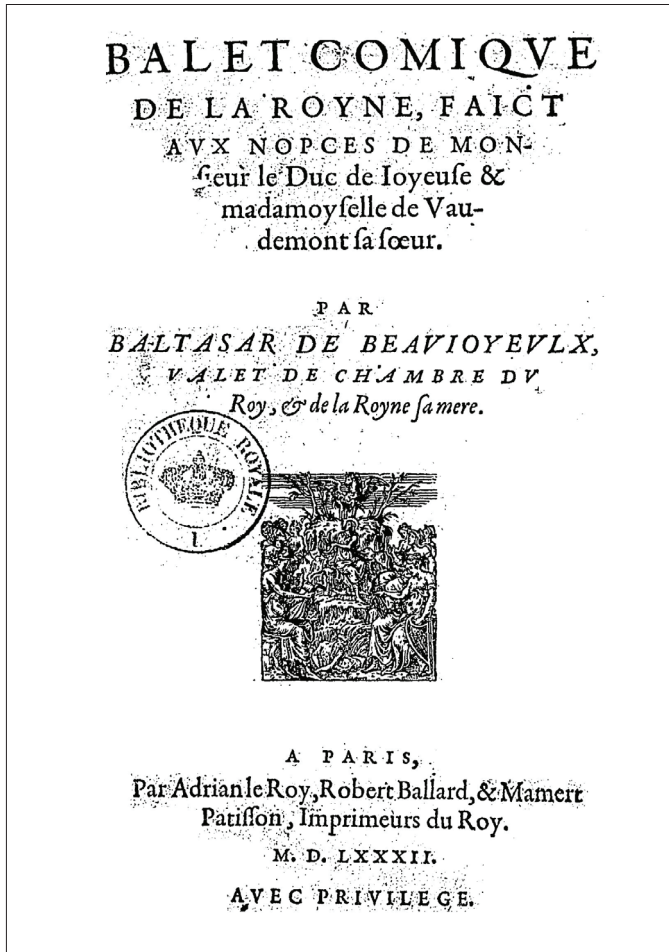 BALET COMIQVE
DE LA ROYNE, FAICT
AVX NOPCES DE MON-
ſieur le Duc de Ioyeuſe &
madamoyſelle de Vau-
demont ſa ſœur.
PAR
BALTASAR DE BEAVIOYEVLX,
VALET DE CHAMBRE DV
Roy, & de la Royne ſa mere.
BIBLIOTHEQUE ROYALE
I.
A PARIS,
Par Adrian le Roy, Robert Ballard, & Mamert
Patiſſon, Imprimeurs du Roy.
M. D. LXXXII.
AVEC PRIVILEGE.